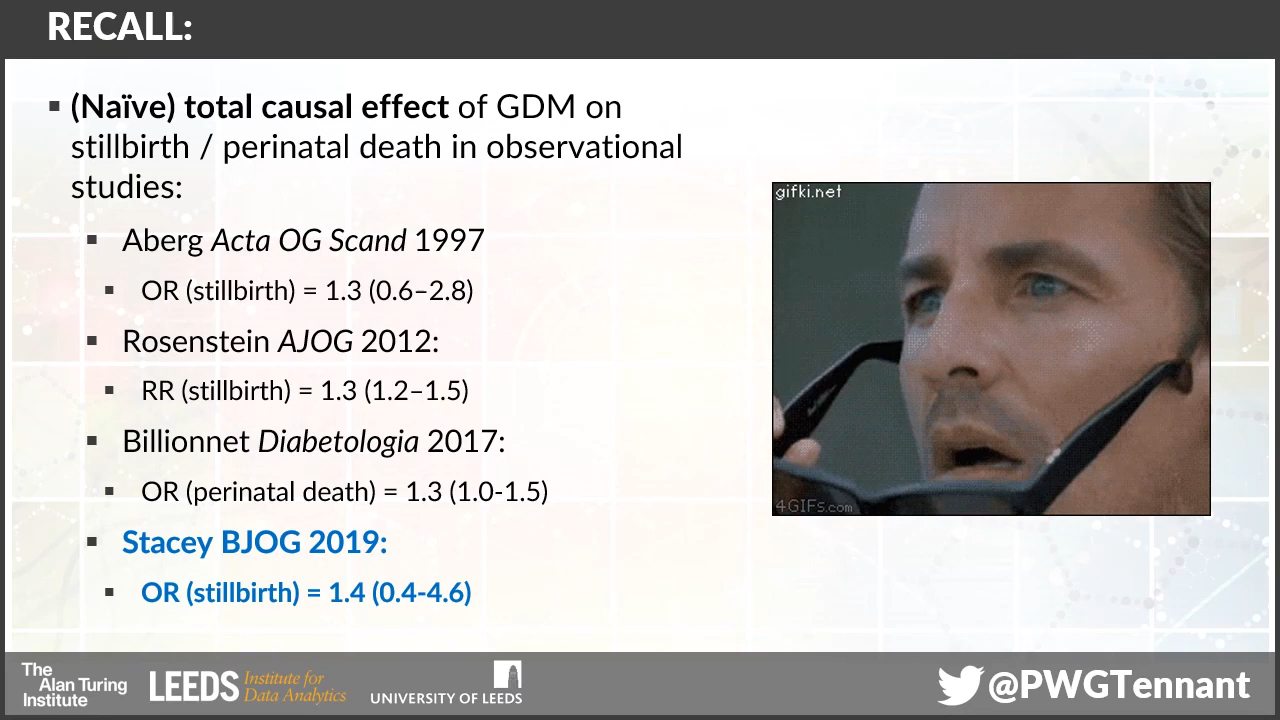 RECALL:
▪ (Naïve) total causal effect of GDM on
stillbirth / perinatal death in observational
studies:
▪ Aberg Acta OG Scand 1997
▪ OR (stillbirth) = 1.3 (0.6–2.8)
▪ Rosenstein AJOG 2012:
▪ RR (stillbirth) = 1.3 (1.2–1.5)
▪ Billionnet Diabetologia 2017:
▪ OR (perinatal death) = 1.3 (1.0-1.5)
▪ Stacey BJOG 2019:
▪ OR (stillbirth) = 1.4 (0.4-4.6)
gifki.net
4GIFs.com
The
Alan Turing
Institute
LEEDS Institute for
Data Analytics
UNIVERSITY OF LEEDS
@PWGTennant